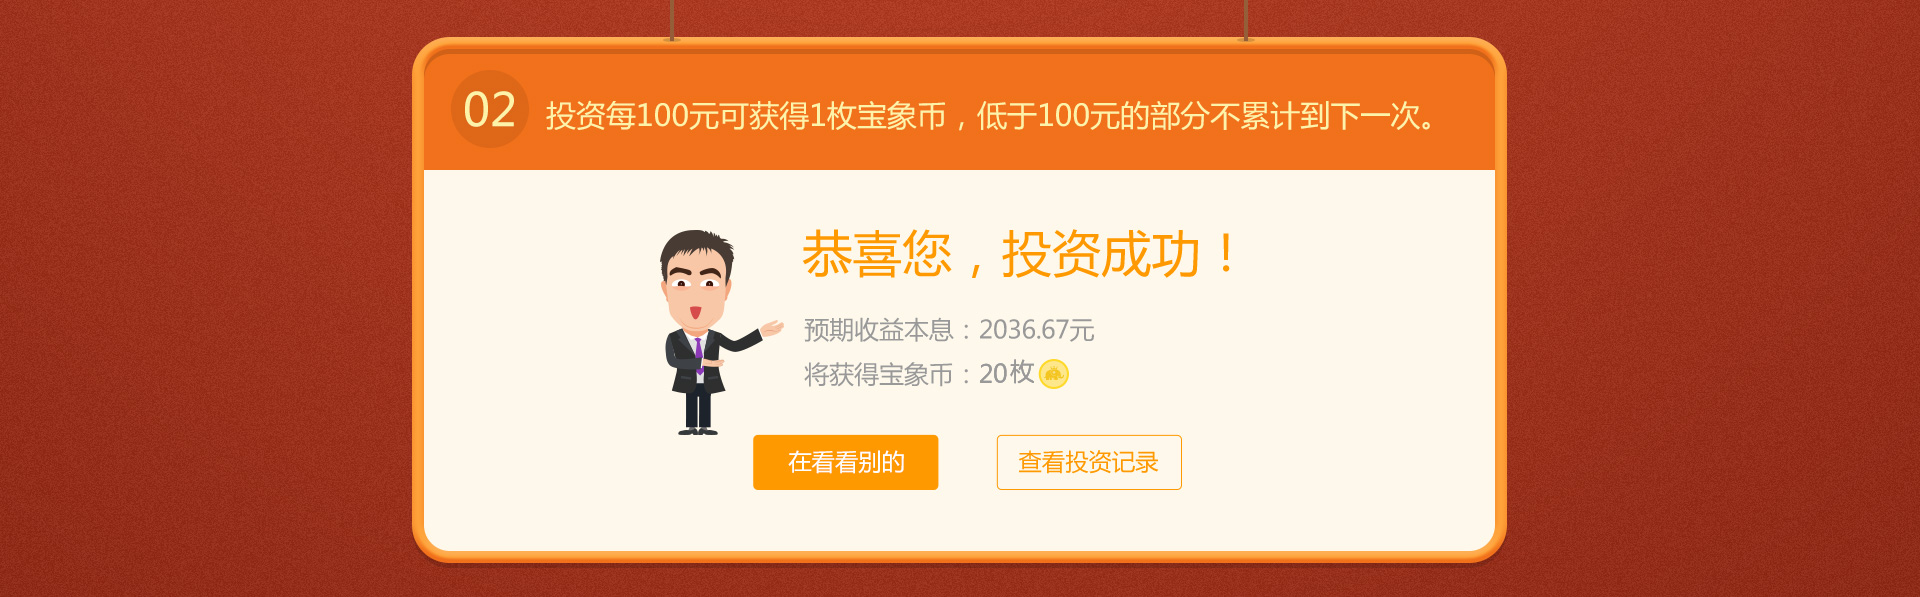 02
投资每100元可获得1枚宝象币，低于100元的部分不累计到下一次。
恭喜您，投资成功！
预期收益本息：2036.67元
将获得宝象币：20枚
在看看别的
查看投资记录